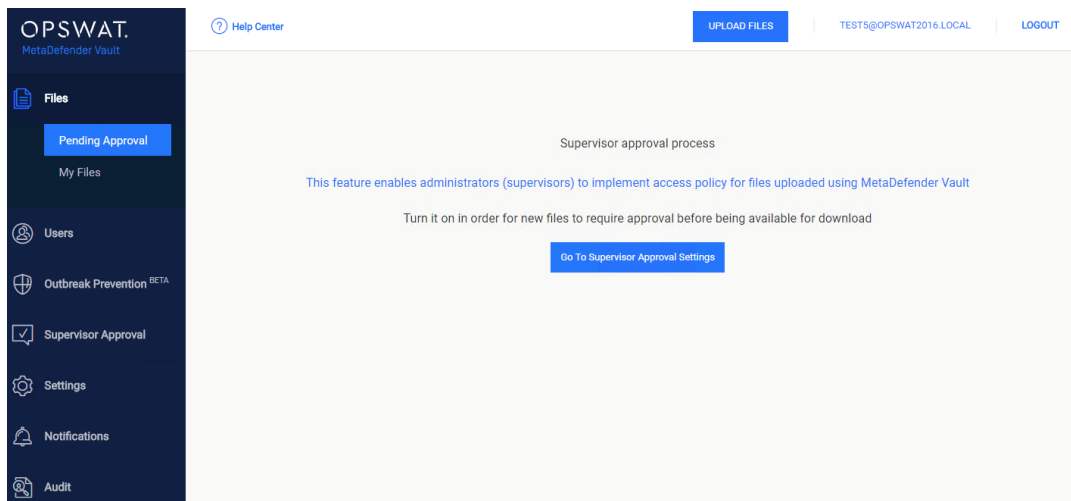 OPSWAT.
MetaDefender Vault
Help Center
UPLOAD FILES
TEST5@OPSWAT2016.LOCAL
LOGOUT
Files
Pending Approval
My Files
Users
Outbreak Prevention BETA
Supervisor Approval
Settings
Notifications
Audit
Supervisor approval process
This feature enables administrators (supervisors) to implement access policy for files uploaded using MetaDefender Vault
Turn it on in order for new files to require approval before being available for download
Go To Supervisor Approval Settings